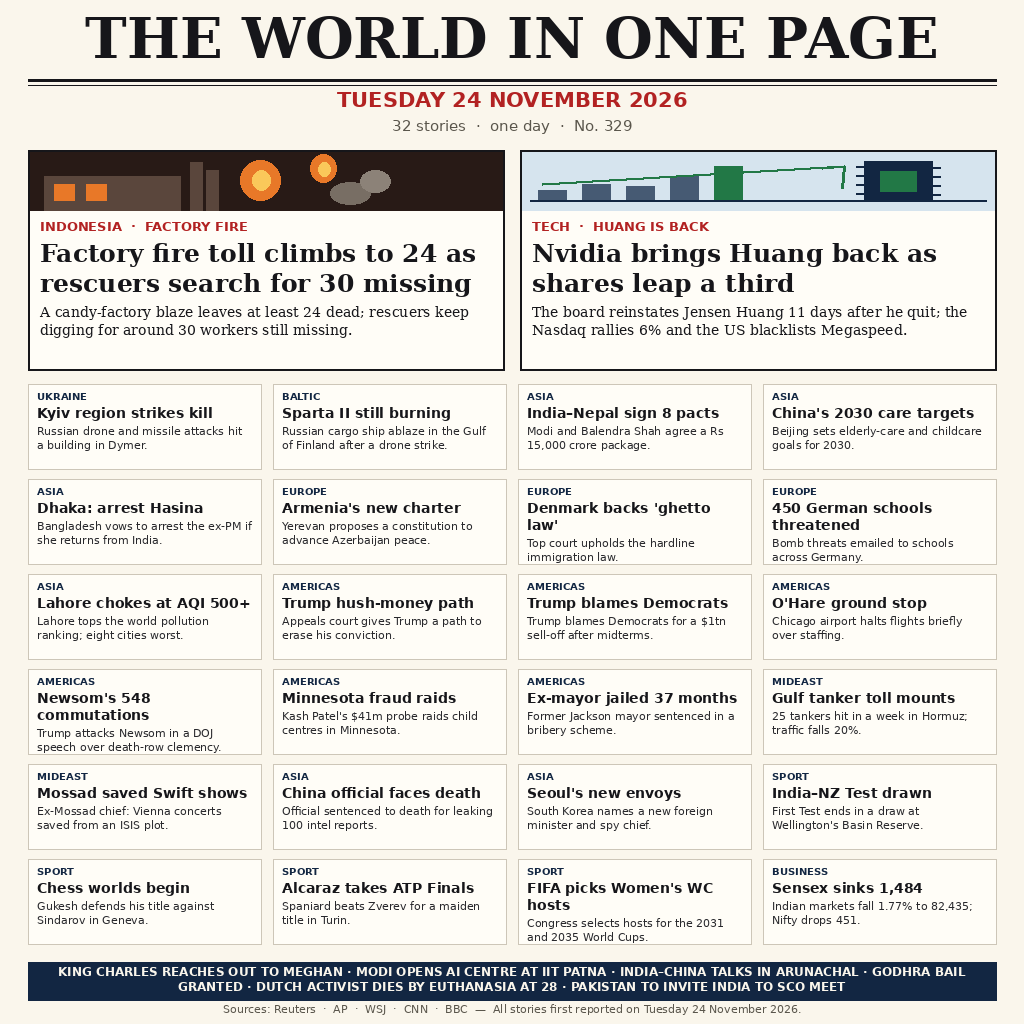 THE WORLD IN ONE PAGE
TUESDAY 24 NOVEMBER 2026
32 stories · one day · No. 329
INDONESIA · FACTORY FIRE
Factory fire toll climbs to 24 as
rescuers search for 30 missing
A candy-factory blaze leaves at least 24 dead; rescuers keep
digging for around 30 workers still missing.
TECH · HUANG IS BACK
Nvidia brings Huang back as
shares leap a third
The board reinstates Jensen Huang 11 days after he quit; the
Nasdaq rallies 6% and the US blacklists Megaspeed.
UKRAINE
Kyiv region strikes kill
Russian drone and missile attacks hit
a building in Dymer.
BALTIC
Sparta II still burning
Russian cargo ship ablaze in the Gulf
of Finland after a drone strike.
ASIA
India–Nepal sign 8 pacts
Modi and Balendra Shah agree a Rs
15,000 crore package.
ASIA
China's 2030 care targets
Beijing sets elderly-care and childcare
goals for 2030.
ASIA
Dhaka: arrest Hasina
Bangladesh vows to arrest the ex-PM if
she returns from India.
EUROPE
Armenia's new charter
Yerevan proposes a constitution to
advance Azerbaijan peace.
EUROPE
Denmark backs 'ghetto
law'
Top court upholds the hardline
immigration law.
EUROPE
450 German schools
threatened
Bomb threats emailed to schools
across Germany.
ASIA
Lahore chokes at AQI 500+
Lahore tops the world pollution
ranking; eight cities worst.
AMERICAS
Trump hush-money path
Appeals court gives Trump a path to
erase his conviction.
AMERICAS
Trump blames Democrats
Trump blames Democrats for a $1tn
sell-off after midterms.
AMERICAS
O'Hare ground stop
Chicago airport halts flights briefly
over staffing.
AMERICAS
Newsom's 548
commutations
Trump attacks Newsom in a DOJ
speech over death-row clemency.
AMERICAS
Minnesota fraud raids
Kash Patel's $41m probe raids child
centres in Minnesota.
AMERICAS
Ex-mayor jailed 37 months
Former Jackson mayor sentenced in a
bribery scheme.
MIDEAST
Gulf tanker toll mounts
25 tankers hit in a week in Hormuz;
traffic falls 20%.
MIDEAST
Mossad saved Swift shows
Ex-Mossad chief: Vienna concerts
saved from an ISIS plot.
ASIA
China official faces death
Official sentenced to death for leaking
100 intel reports.
ASIA
Seoul's new envoys
South Korea names a new foreign
minister and spy chief.
SPORT
India–NZ Test drawn
First Test ends in a draw at
Wellington's Basin Reserve.
SPORT
Chess worlds begin
Gukesh defends his title against
Sindarov in Geneva.
SPORT
Alcaraz takes ATP Finals
Spaniard beats Zverev for a maiden
title in Turin.
SPORT
FIFA picks Women's WC
hosts
Congress selects hosts for the 2031
and 2035 World Cups.
BUSINESS
Sensex sinks 1,484
Indian markets fall 1.77% to 82,435;
Nifty drops 451.
KING CHARLES REACHES OUT TO MEGHAN · MODI OPENS AI CENTRE AT IIT PATNA · INDIA–CHINA TALKS IN ARUNACHAL · GODHRA BAIL
GRANTED · DUTCH ACTIVIST DIES BY EUTHANASIA AT 28 · PAKISTAN TO INVITE INDIA TO SCO MEET
Sources: Reuters · AP · WSJ · CNN · BBC — All stories first reported on Tuesday 24 November 2026.